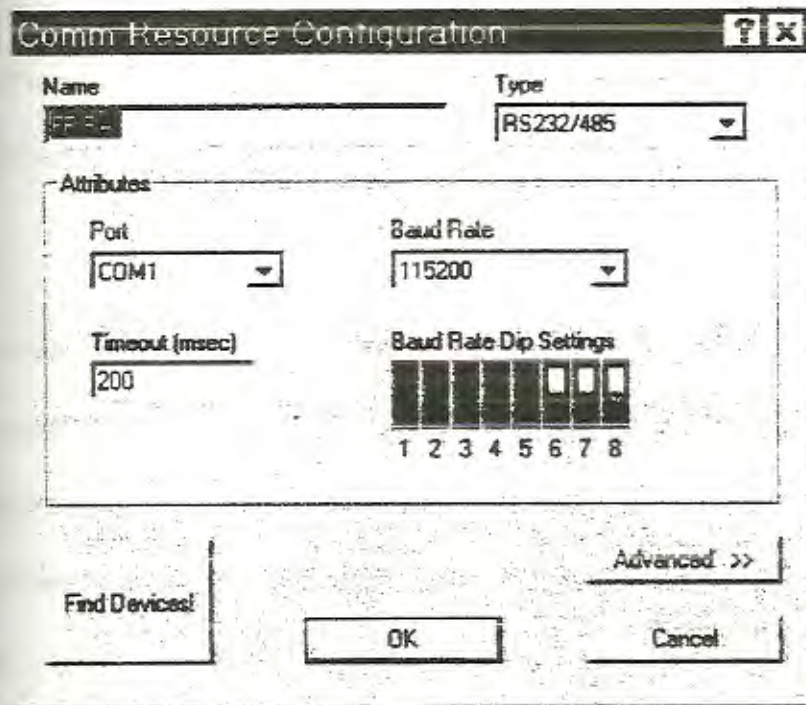 Comm Resource Configuration
Name
Type
RS232/485
Attributes
Port
Baud Rate
COM1
115200
Timeout (msec)
Baud Rate Dip Settings
200
1 2 3 4 5 6 7 8
Advanced >>
Find Devices!
OK
Cancel